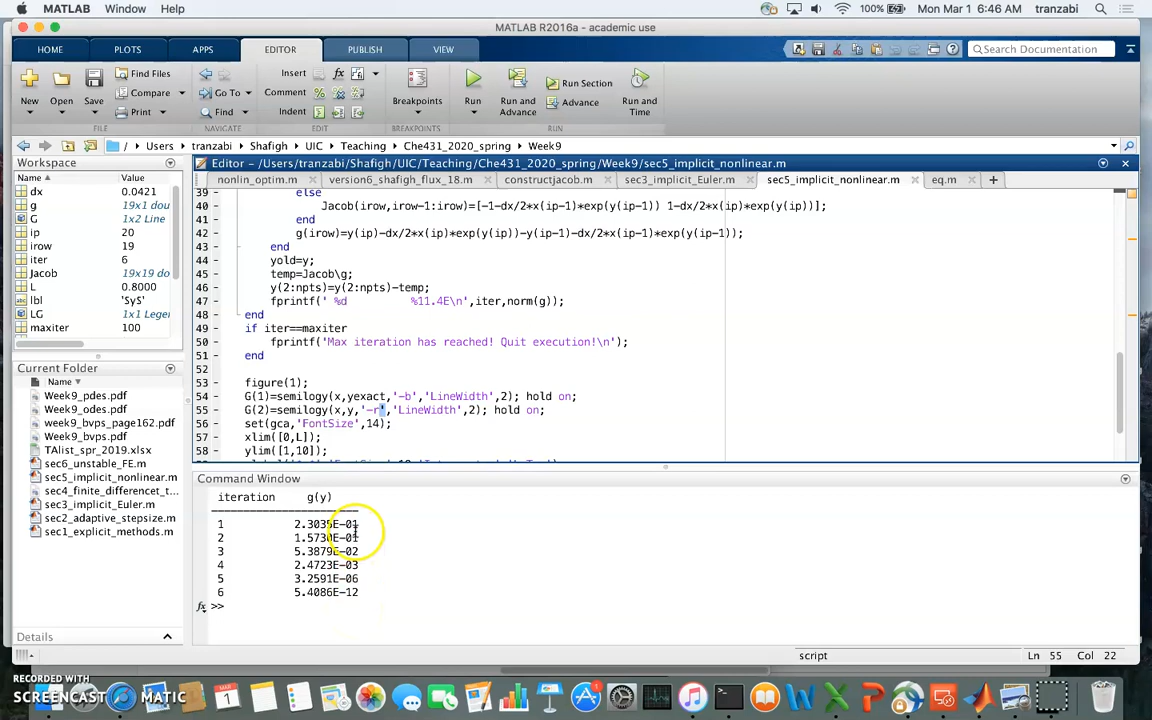 MATLAB Window Help 100% Mon Mar 1 6:46 AM tranzabi
MATLAB R2016a - academic use
HOME PLOTS APPS EDITOR PUBLISH VIEW Search Documentation
New Open Save Find Files Compare Print Go To Find Insert Comment Indent fx Breakpoints Run Run and Advance Run Section Advance Run and Time
FILE NAVIGATE EDIT BREAKPOINTS RUN
/ Users tranzabi Shafigh UIC Teaching Che431_2020_spring Week9
Workspace
Name Value
dx 0.0421
g 19x1 dou
G 1x2 Line
ip 20
irow 19
iter 6
Jacob 19x19 do
L 0.8000
lbl '$y$'
LG 1x1 Leger
maxiter 100
Current Folder
Name
Week9_pdes.pdf
Week9_odes.pdf
week9_bvps_page162.pdf
Week9_bvps.pdf
TAlist_spr_2019.xlsx
sec6_unstable_FE.m
sec5_implicit_nonlinear.m
sec4_finite_differencet_t...
sec3_implicit_Euler.m
sec2_adaptive_stepsize.m
sec1_explicit_methods.m
Details
Editor - /Users/tranzabi/Shafigh/UIC/Teaching/Che431_2020_spring/Week9/sec5_implicit_nonlinear.m
nonlin_optim.m version6_shafigh_flux_18.m constructjacob.m sec3_implicit_Euler.m sec5_implicit_nonlinear.m eq.m
39 else
40 - Jacob(irow,irow-1:irow)=[-1-dx/2*x(ip-1)*exp(y(ip-1)) 1-dx/2*x(ip)*exp(y(ip))];
41 - end
42 - g(irow)=y(ip)-dx/2*x(ip)*exp(y(ip))-y(ip-1)-dx/2*x(ip-1)*exp(y(ip-1));
43 - end
44 - yold=y;
45 - temp=Jacob\g;
46 - y(2:npts)=y(2:npts)-temp;
47 - fprintf(' %d %11.4E\n',iter,norm(g));
48 - end
49 - if iter==maxiter
50 - fprintf('Max iteration has reached! Quit execution!\n');
51 - end
52
53 - figure(1);
54 - G(1)=semilogy(x,yexact,'-b','LineWidth',2); hold on;
55 - G(2)=semilogy(x,y,'-r','LineWidth',2); hold on;
56 - set(gca,'FontSize',14);
57 - xlim([0,L]);
58 - ylim([1,10]);
Command Window
iteration g(y)
1 2.3035E-01
2 1.5730E-01
3 5.3879E-02
4 2.4723E-03
5 3.2591E-06
6 5.4086E-12
fx >>
script Ln 55 Col 22
RECORDED WITH
SCREENCAST MATIC